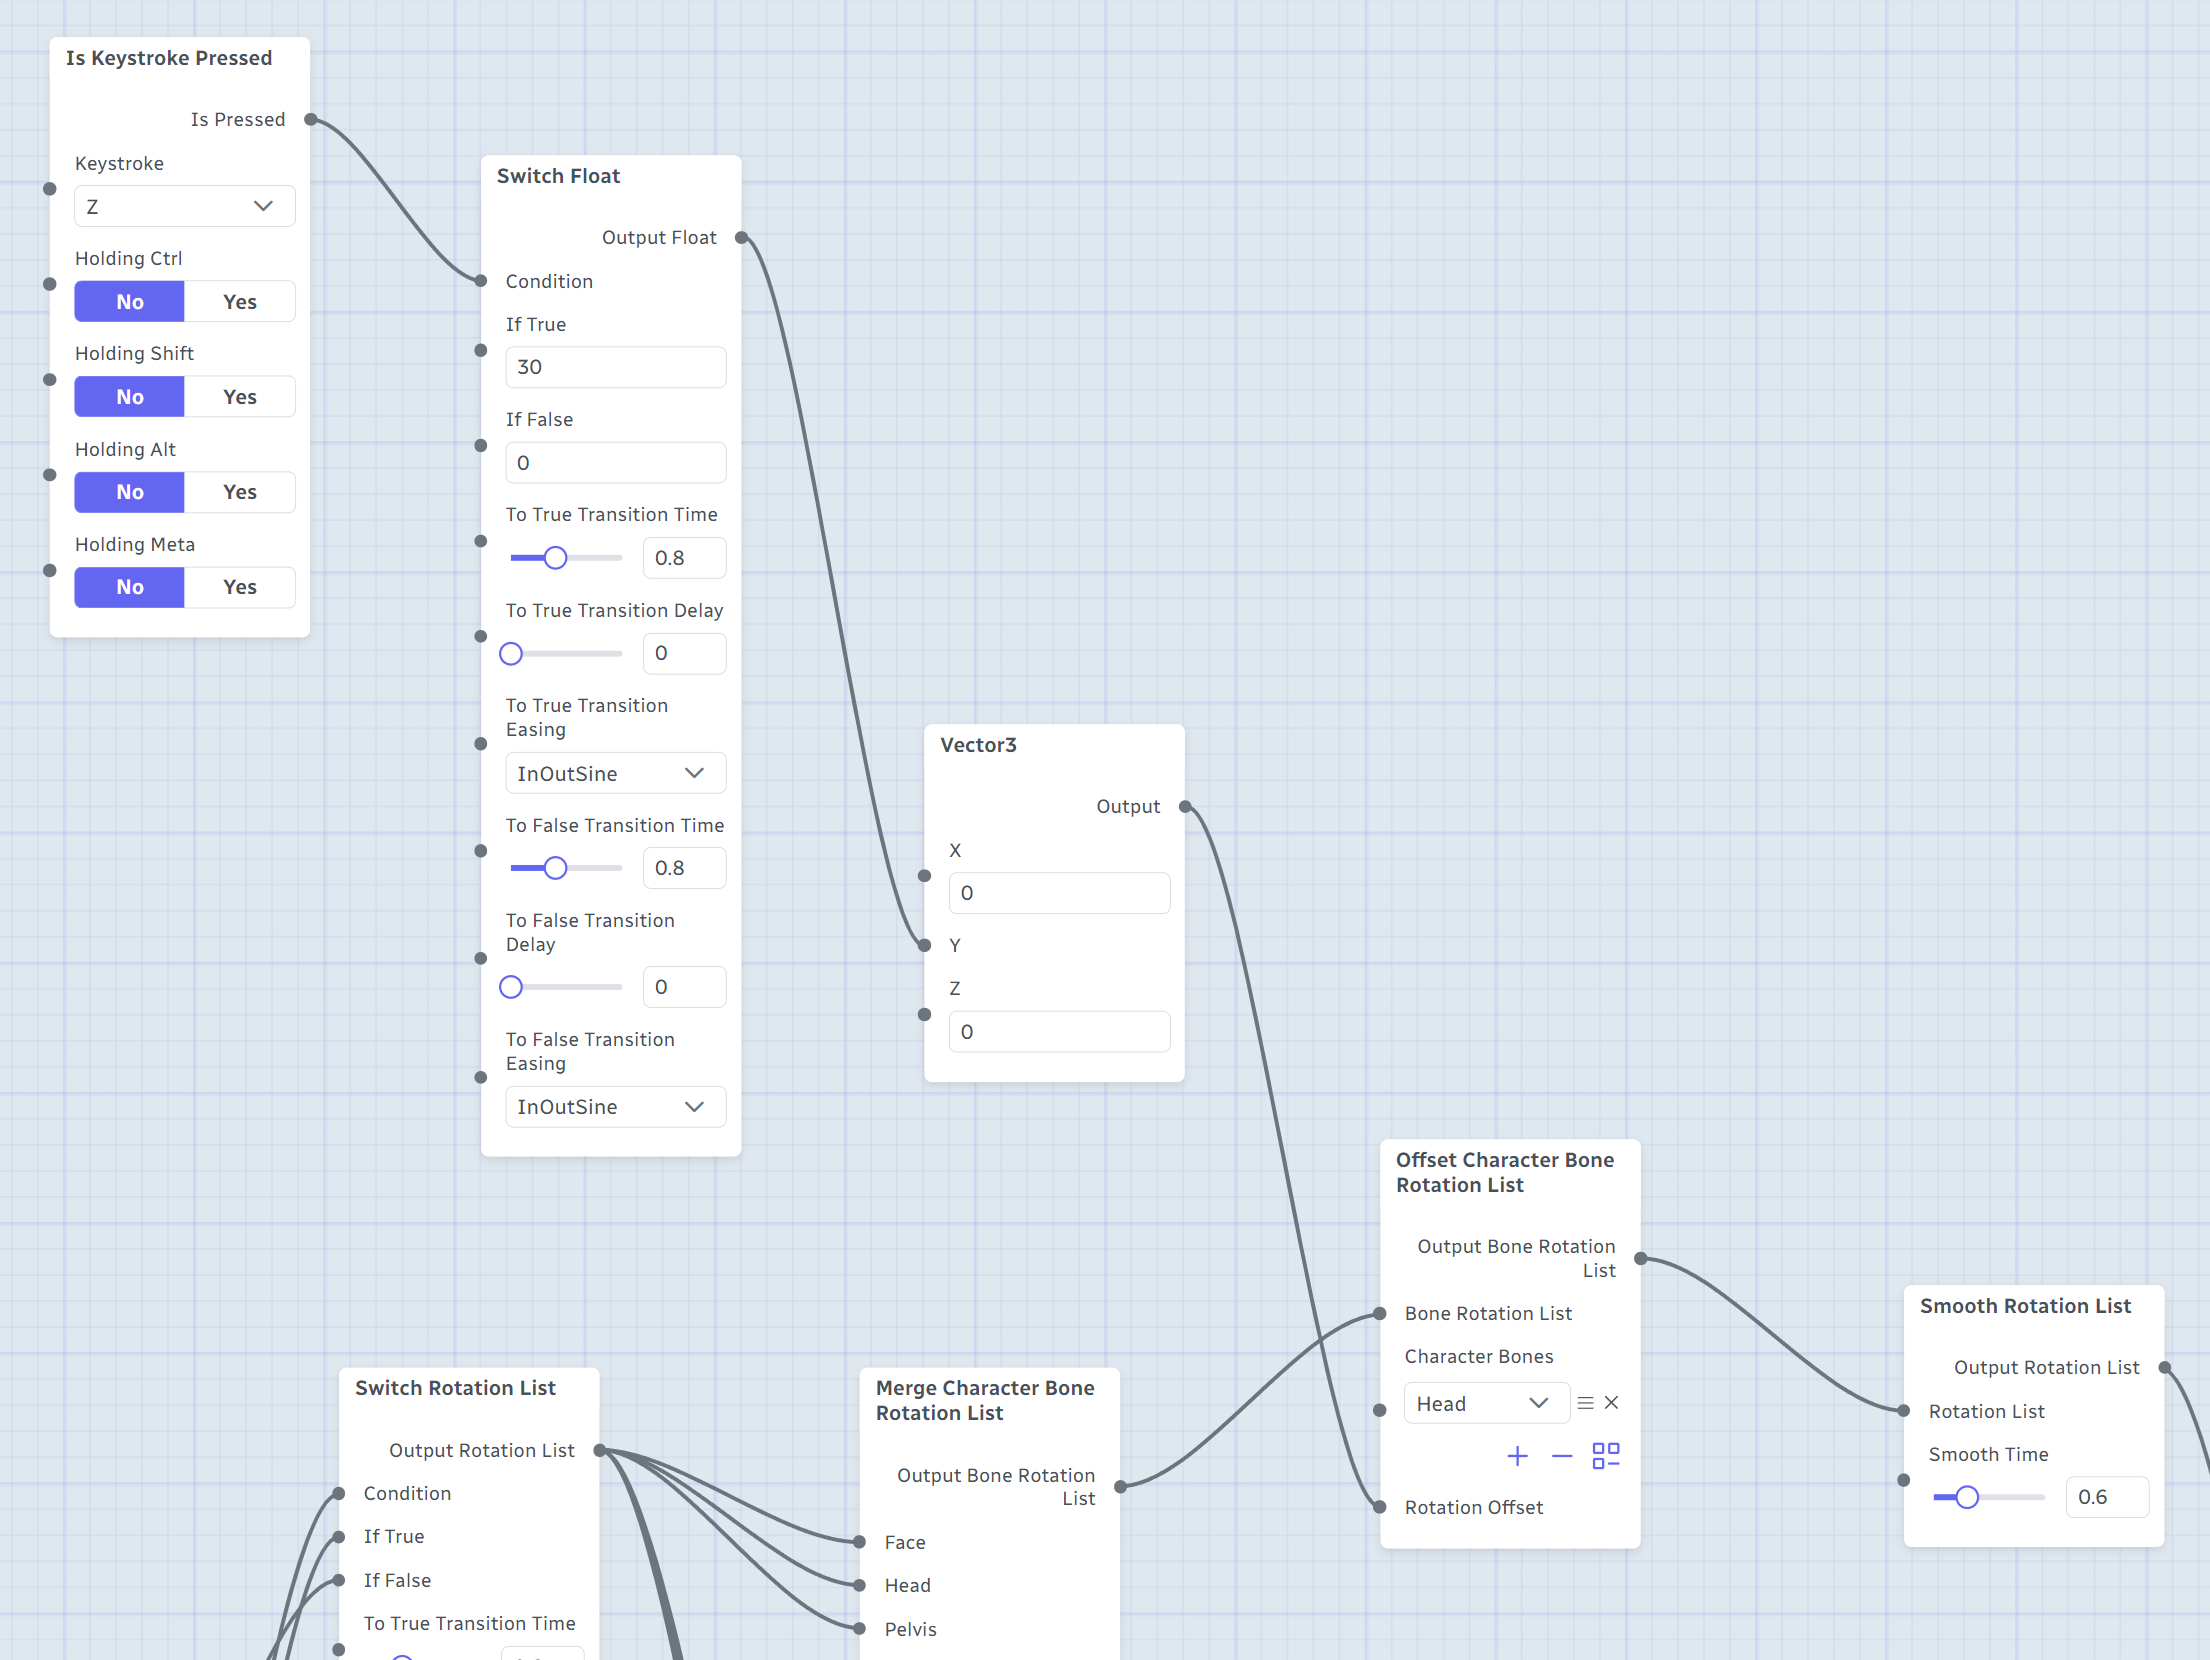 Is Keystroke Pressed
Is Pressed
Keystroke
Z
Holding Ctrl
No Yes
Holding Shift
No Yes
Holding Alt
No Yes
Holding Meta
No Yes
Switch Float
Output Float
Condition
If True
30
If False
0
To True Transition Time
0.8
To True Transition Delay
0
To True Transition
Easing
InOutSine
To False Transition Time
0.8
To False Transition
Delay
0
To False Transition
Easing
InOutSine
Vector3
Output
X
0
Y
Z
0
Offset Character Bone
Rotation List
Output Bone Rotation
List
Bone Rotation List
Character Bones
Head
Rotation Offset
Smooth Rotation List
Output Rotation List
Rotation List
Smooth Time
0.6
Switch Rotation List
Output Rotation List
Condition
If True
If False
To True Transition Time
Merge Character Bone
Rotation List
Output Bone Rotation
List
Face
Head
Pelvis